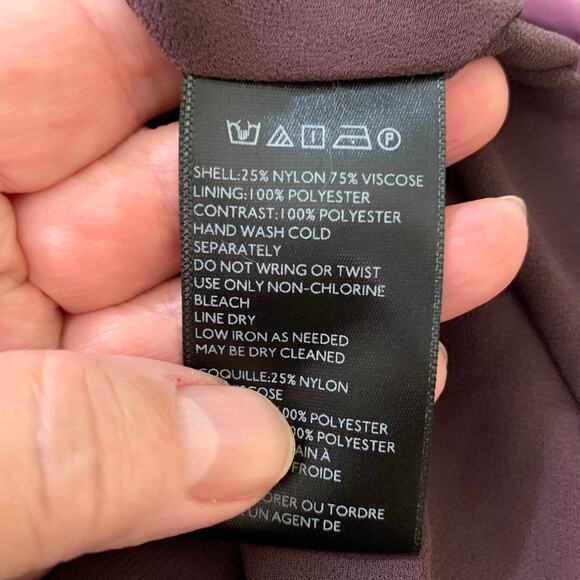 P
SHELL:25% NYLON 75% VISCOSE
LINING:100% POLYESTER
CONTRAST:100% POLYESTER
HAND WASH COLD
SEPARATELY
DO NOT WRING OR TWIST
USE ONLY NON-CHLORINE
BLEACH
LINE DRY
LOW IRON AS NEEDED
MAY BE DRY CLEANED
COQUILLE:25% NYLON
POLYESTER
POLYESTER
À
FROIDE
OU TORDRE
UN AGENT DE